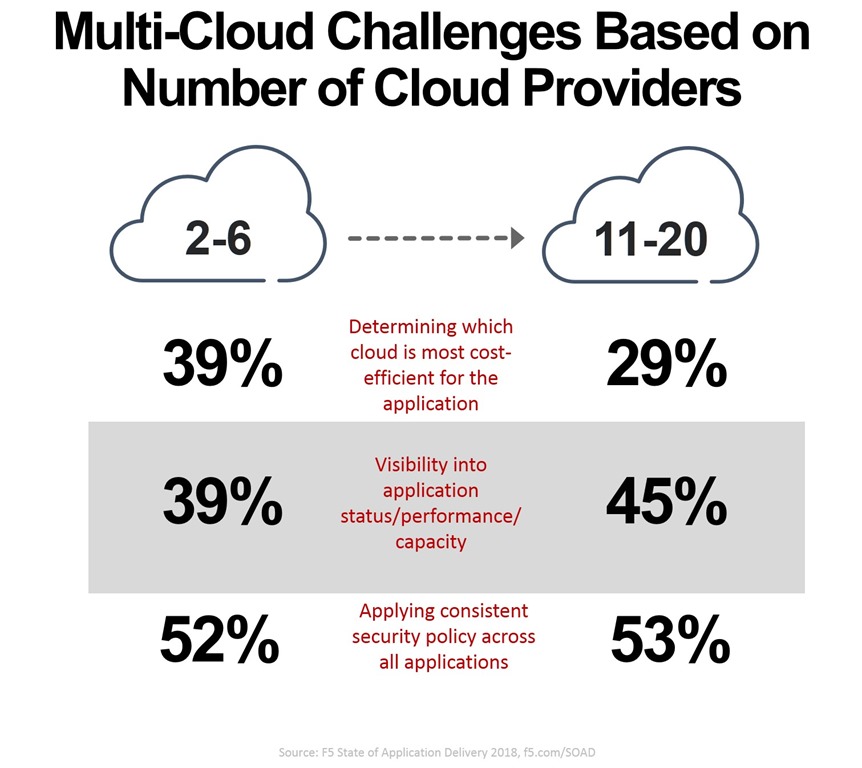 Multi-Cloud Challenges Based on
Number of Cloud Providers
2-6
11-20
39%
Determining which
cloud is most cost-
efficient for the
application
29%
39%
Visibility into
application
status/performance/
capacity
45%
52%
Applying consistent
security policy across
all applications
53%
Source: F5 State of Application Delivery 2018, f5.com/SOAD